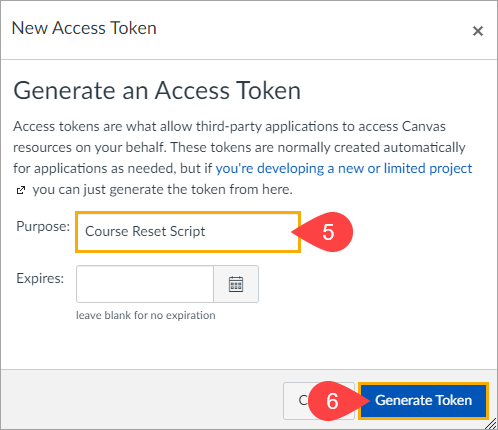 New Access Token
×
Generate an Access Token
Access tokens are what allow third-party applications to access Canvas
resources on your behalf. These tokens are normally created automatically
for applications as needed, but if you're developing a new or limited project
you can just generate the token from here.
Purpose: Course Reset Script 5
Expires:
leave blank for no expiration
C 6 Generate Token